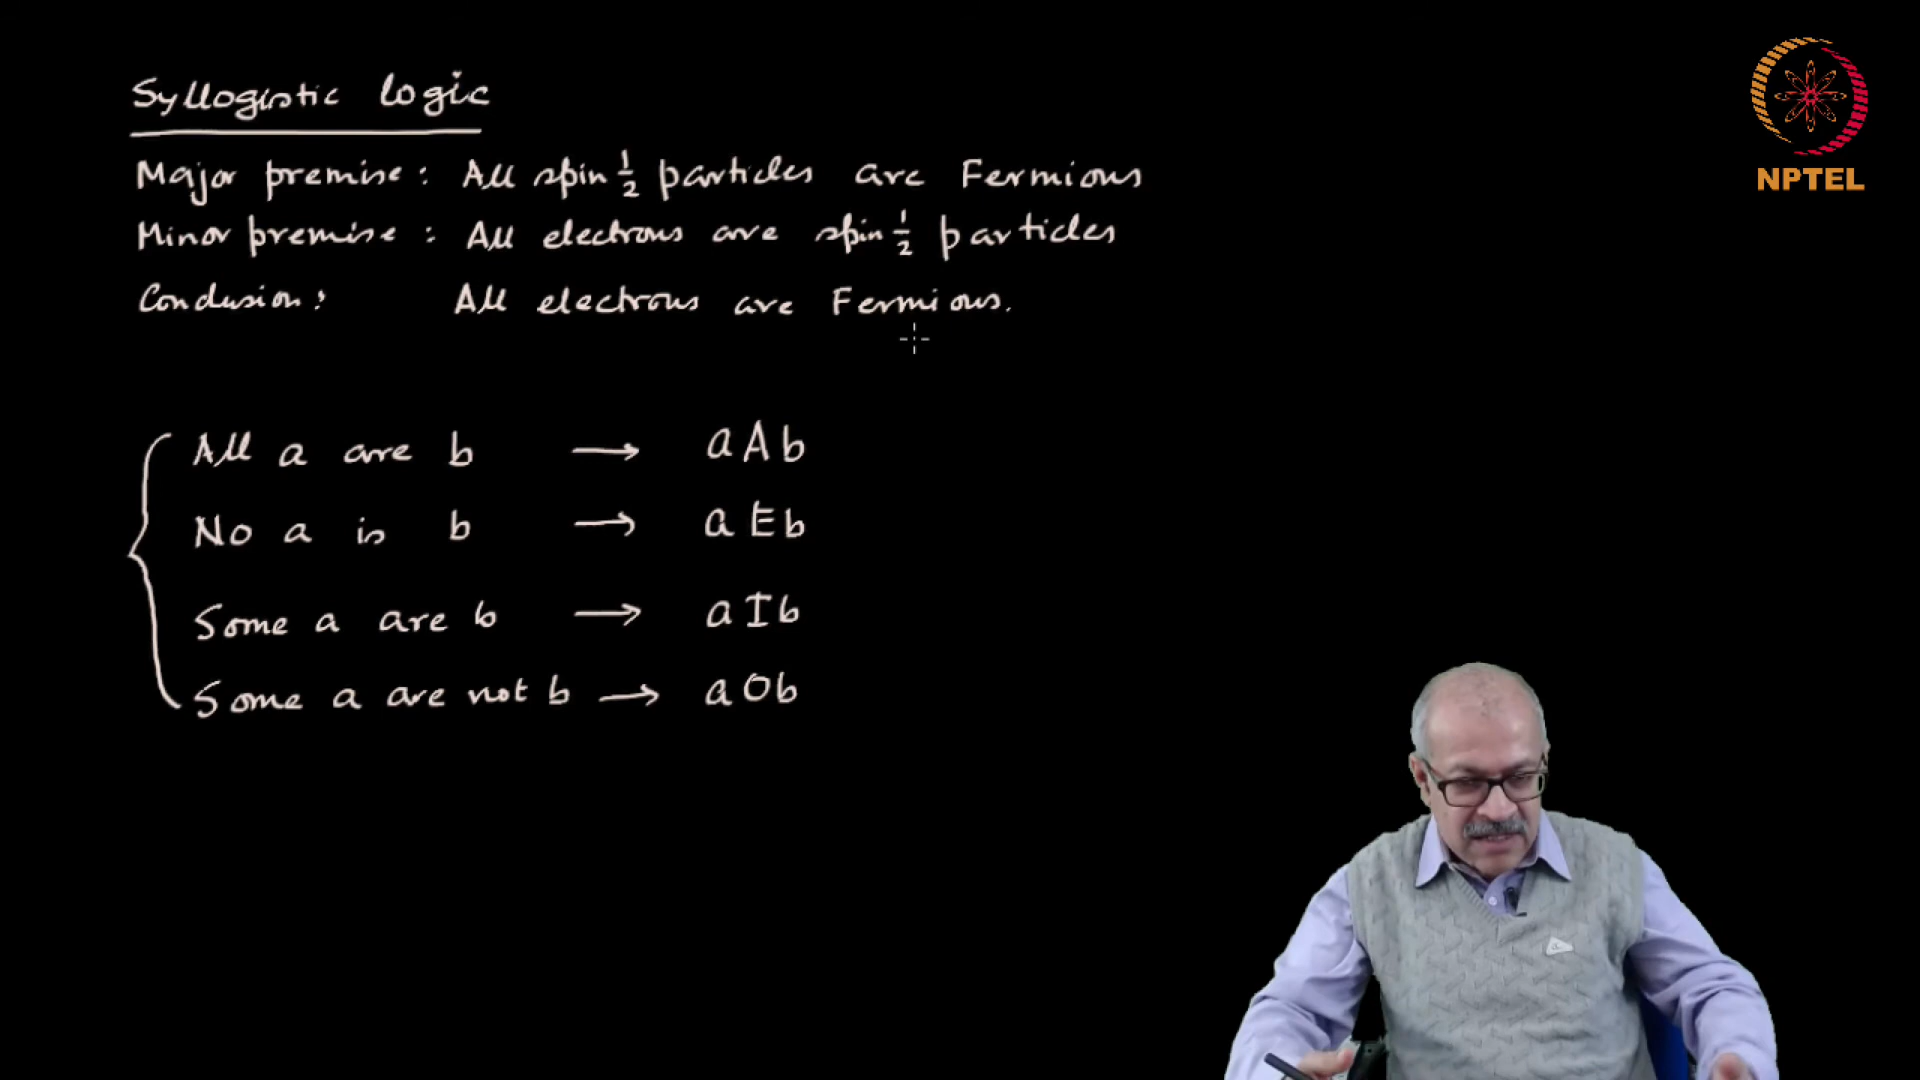 Syllogistic logic
Major premise: All spin 1/2 particles are Fermions
Minor premise: All electrons are spin 1/2 particles
Conclusion: All electrons are Fermions.
All a are b → aAb
No a is b → aEb
Some a are b → aIb
Some a are not b → aOb
NPTEL